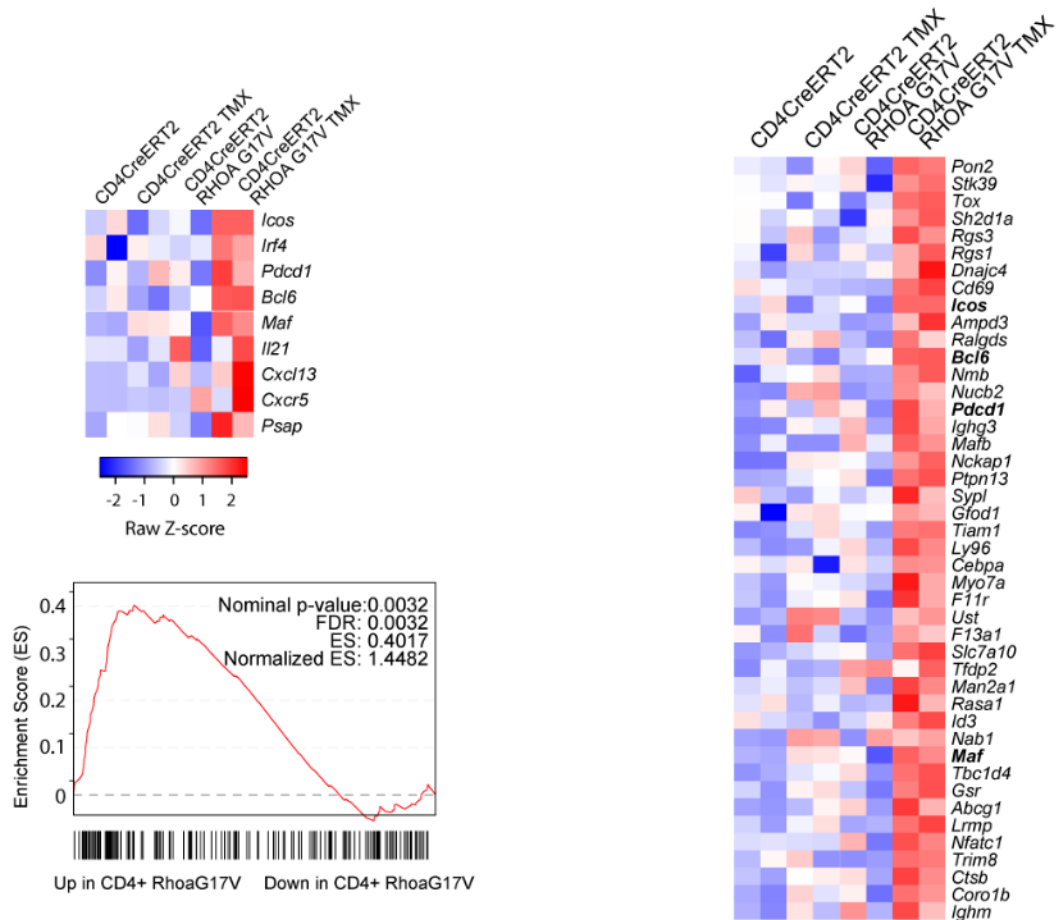 CD4CreERT2
CD4CreERT2 TMX
CD4CreERT2
RHOA G17V
CD4CreERT2
RHOA G17V TMX
Icos
Irf4
Pdcd1
Bcl6
Maf
Il21
Cxcl13
Cxcr5
Psap
-2 -1 0 1 2
Raw Z-score
Enrichment Score (ES)
0.4
0.3
0.2
0.1
0
Nominal p-value:0.0032
FDR: 0.0032
ES: 0.4017
Normalized ES: 1.4482
Up in CD4+ RhoaG17V Down in CD4+ RhoaG17V
CD4CreERT2
CD4CreERT2 TMX
CD4CreERT2
RHOA G17V
CD4CreERT2
RHOA G17V TMX
Pon2
Stk39
Tox
Sh2d1a
Rgs3
Rgs1
Dnajc4
Cd69
Icos
Ampd3
Ralgds
Bcl6
Nmb
Nucb2
Pdcd1
Ighg3
Mafb
Nckap1
Ptpn13
Sypl
Gfod1
Tiam1
Ly96
Cebpa
Myo7a
F11r
Ust
F13a1
Slc7a10
Tfdp2
Man2a1
Rasa1
Id3
Nab1
Maf
Tbc1d4
Gsr
Abcg1
Lrmp
Nfatc1
Trim8
Ctsb
Coro1b
Ighm